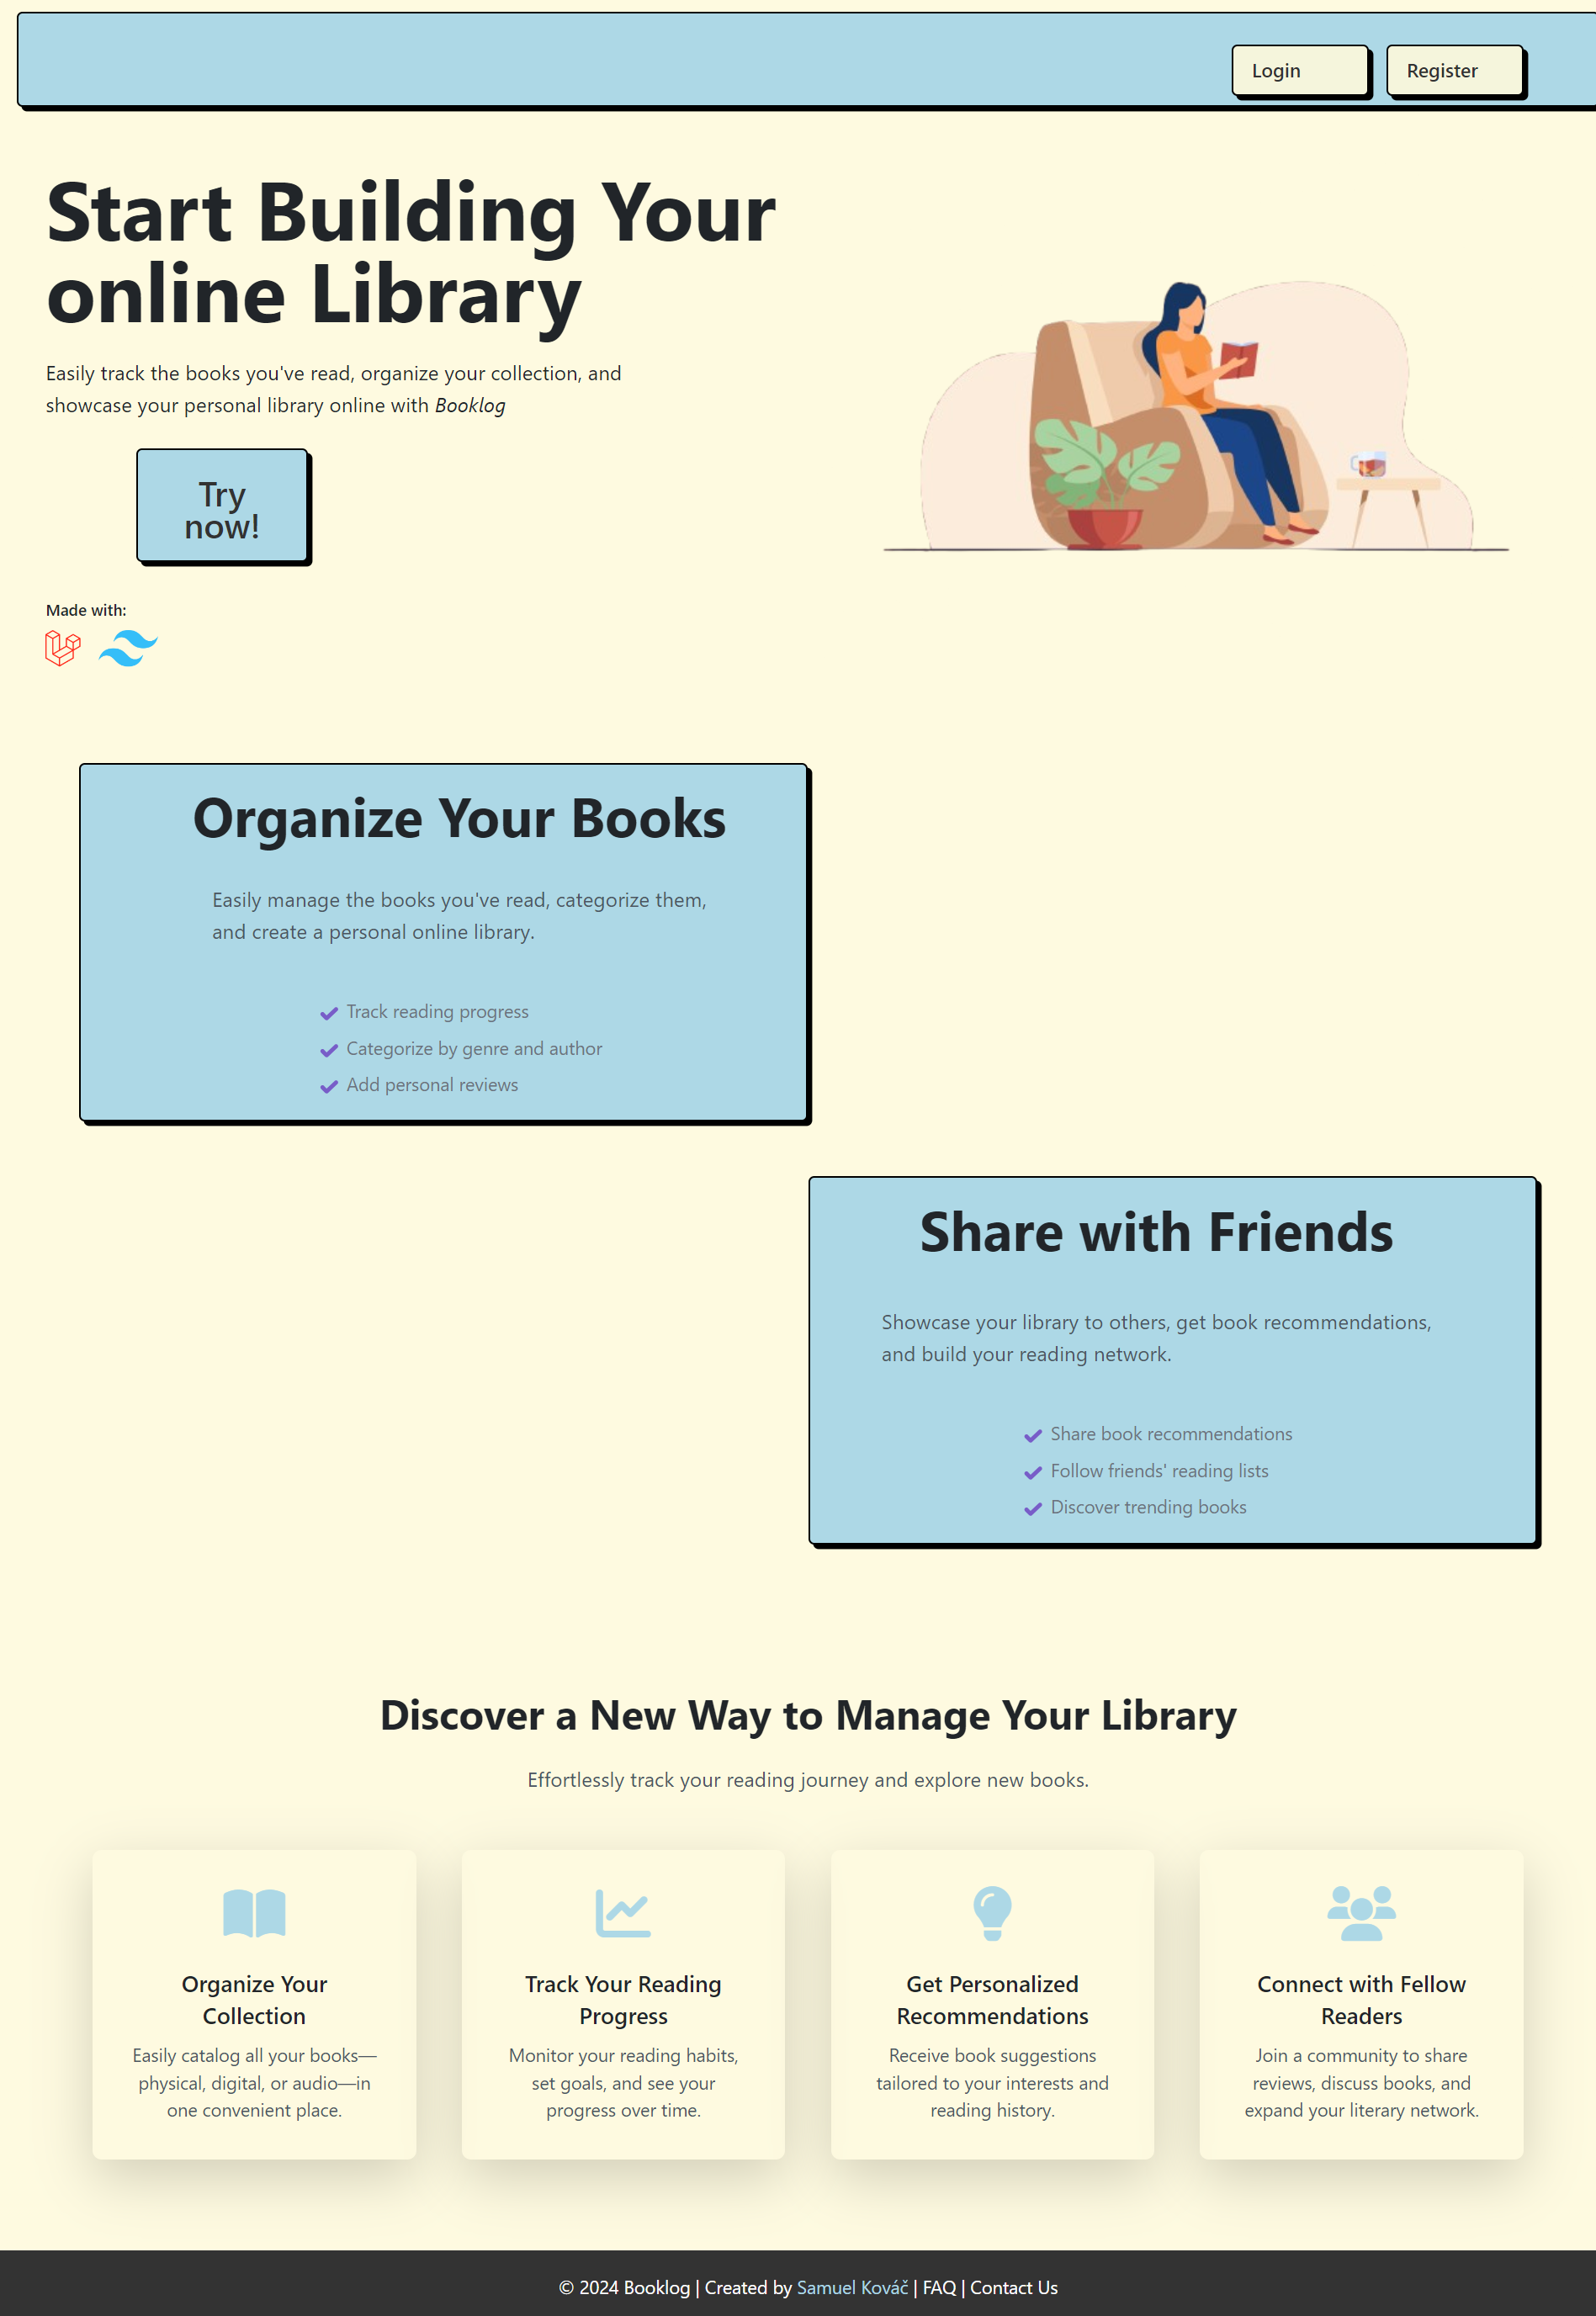 Login
Register
Start Building Your
online Library
Easily track the books you've read, organize your collection, and
showcase your personal library online with Booklog
Try
now!
Made with:
Organize Your Books
Easily manage the books you've read, categorize them,
and create a personal online library.
Track reading progress
Categorize by genre and author
Add personal reviews
Share with Friends
Showcase your library to others, get book recommendations,
and build your reading network.
Share book recommendations
Follow friends' reading lists
Discover trending books
Discover a New Way to Manage Your Library
Effortlessly track your reading journey and explore new books.
Organize Your
Collection
Easily catalog all your books—
physical, digital, or audio—in
one convenient place.
Track Your Reading
Progress
Monitor your reading habits,
set goals, and see your
progress over time.
Get Personalized
Recommendations
Receive book suggestions
tailored to your interests and
reading history.
Connect with Fellow
Readers
Join a community to share
reviews, discuss books, and
expand your literary network.
© 2024 Booklog | Created by Samuel Kováč | FAQ | Contact Us